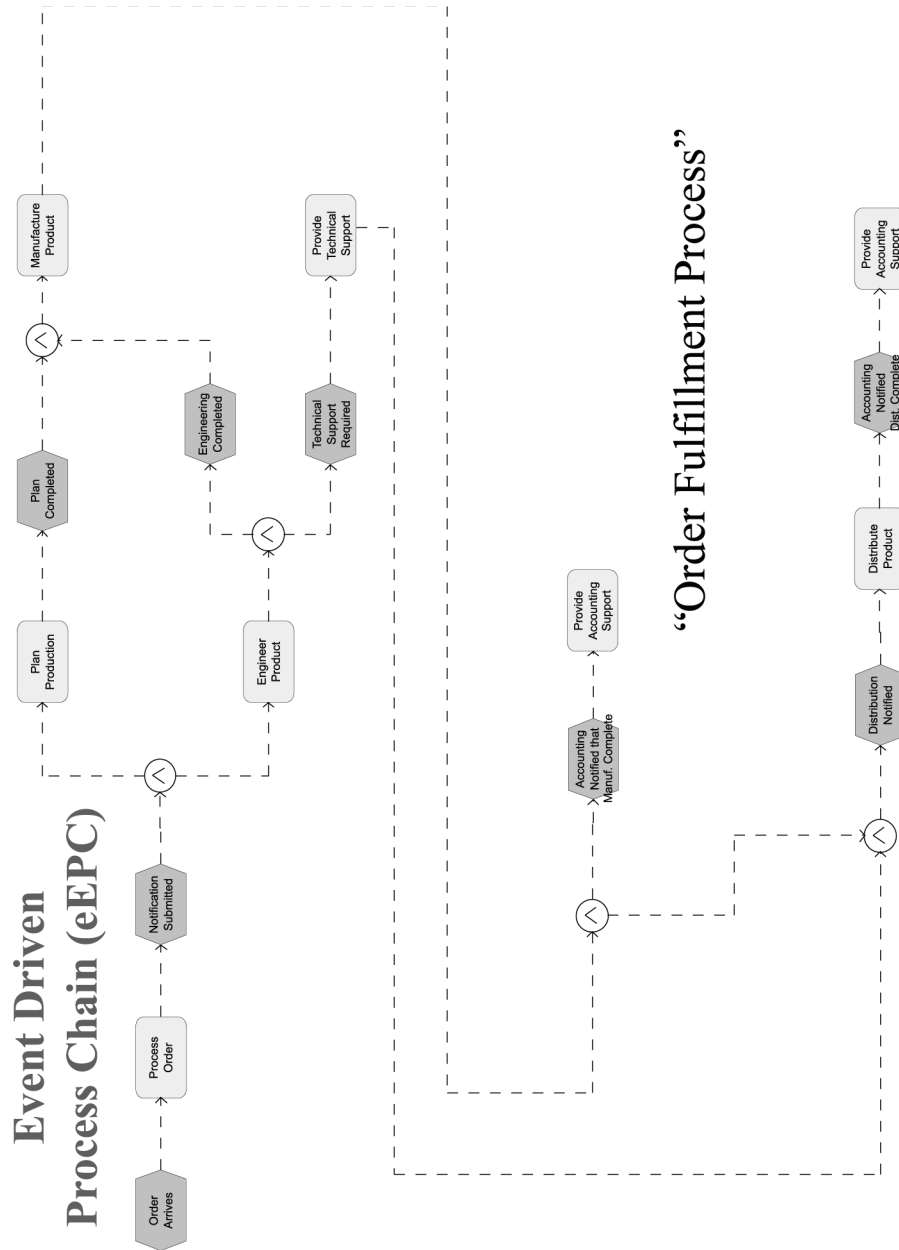 Event Driven
Process Chain (eEPC)
Order
Arrives
Process
Order
Notification
Submitted
Plan
Production
Plan
Completed
Manufacture
Product
Engineer
Product
Engineering
Completed
Technical
Support
Required
Provide
Technical
Support
Accounting
Notified that
Manuf. Complete
Provide
Accounting
Support
“Order Fulfillment Process”
Distribution
Notified
Distribute
Product
Accounting
Notified
Dist. Complete
Provide
Accounting
Support